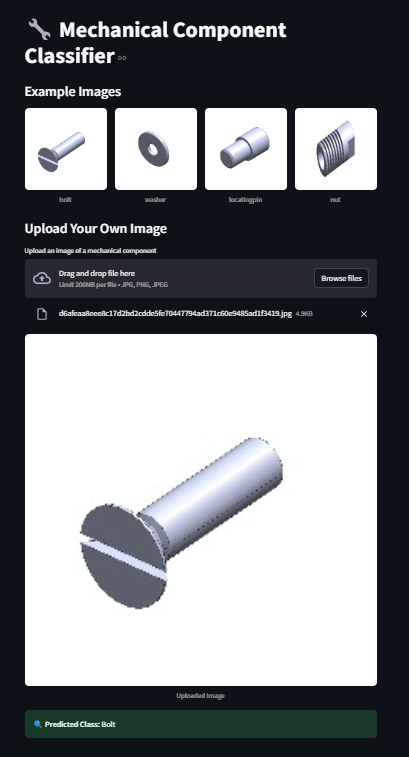 Mechanical Component
Classifier
Example Images
bolt
washer
locatingpin
nut
Upload Your Own Image
Upload an image of a mechanical component
Drag and drop file here
Limit 200MB per file • JPG, PNG, JPEG
Browse files
d6afeaa8eee8c17d2bd2cdde5fe70447794ad371c60e9485ad1f3419.jpg 4.9KB
Uploaded Image
Predicted Class: Bolt